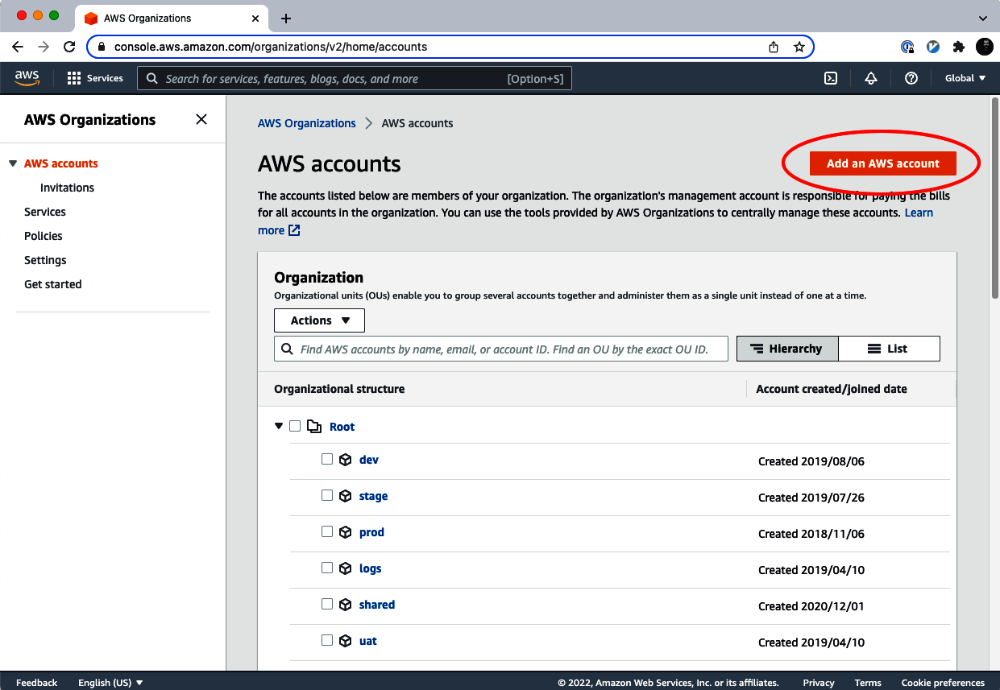 AWS Organizations
console.aws.amazon.com/organizations/v2/home/accounts
aws
Services
Search for services, features, blogs, docs, and more
[Option+S]
Global
AWS Organizations
AWS accounts
Invitations
Services
Policies
Settings
Get started
AWS Organizations
AWS accounts
AWS accounts
Add an AWS account
The accounts listed below are members of your organization. The organization's management account is responsible for paying the bills
for all accounts in the organization. You can use the tools provided by AWS Organizations to centrally manage these accounts. Learn
more
Organization
Organizational units (OUs) enable you to group several accounts together and administer them as a single unit instead of one at a time.
Actions
Find AWS accounts by name, email, or account ID. Find an OU by the exact OU ID.
Hierarchy
List
Organizational structure
Account created/joined date
Root
dev
Created 2019/08/06
stage
Created 2019/07/26
prod
Created 2018/11/06
logs
Created 2019/04/10
shared
Created 2020/12/01
uat
Created 2019/04/10
Feedback
English (US)
© 2022, Amazon Web Services, Inc. or its affiliates.
Privacy
Terms
Cookie preferences